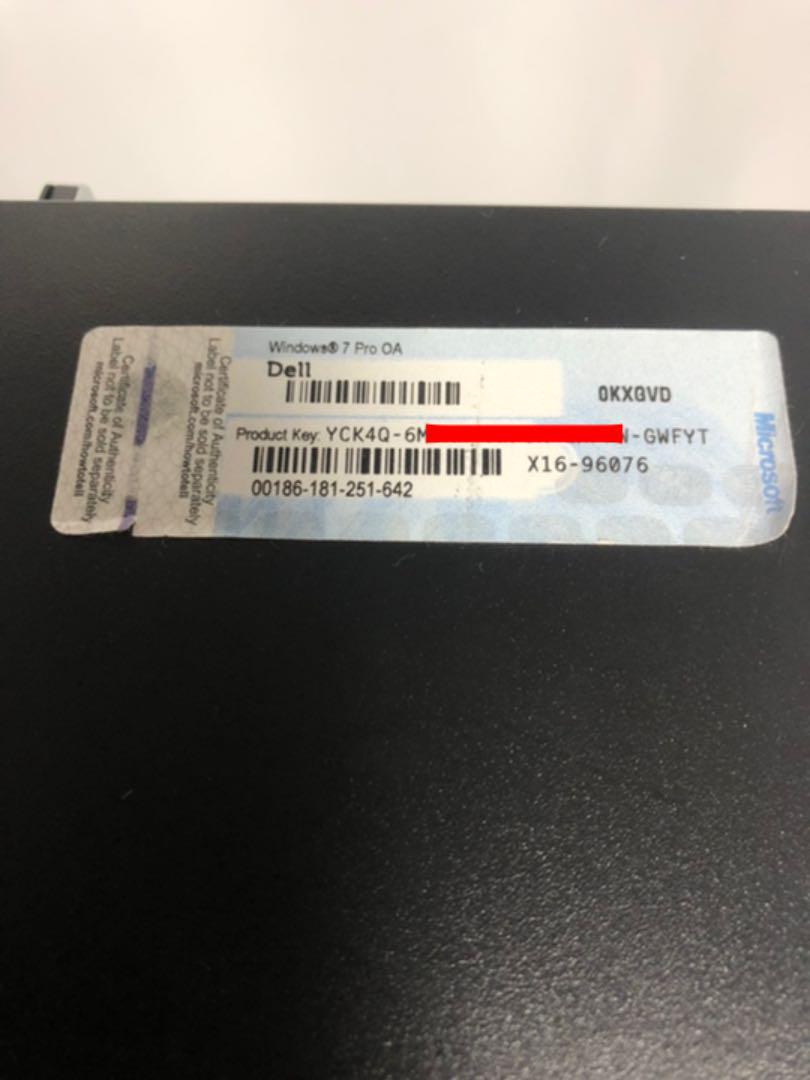 Certificate of Authenticity
Label not to be sold separately
microsoft.com/howtotell
Certificate of Authenticity
Label not to be sold separately
microsoft.com/howtotell
Windows® 7 Pro OA
Dell
0KXGVD
Product Key: YCK4Q-6M N-GWFYT
X16-96076
00186-181-251-642
Microsoft